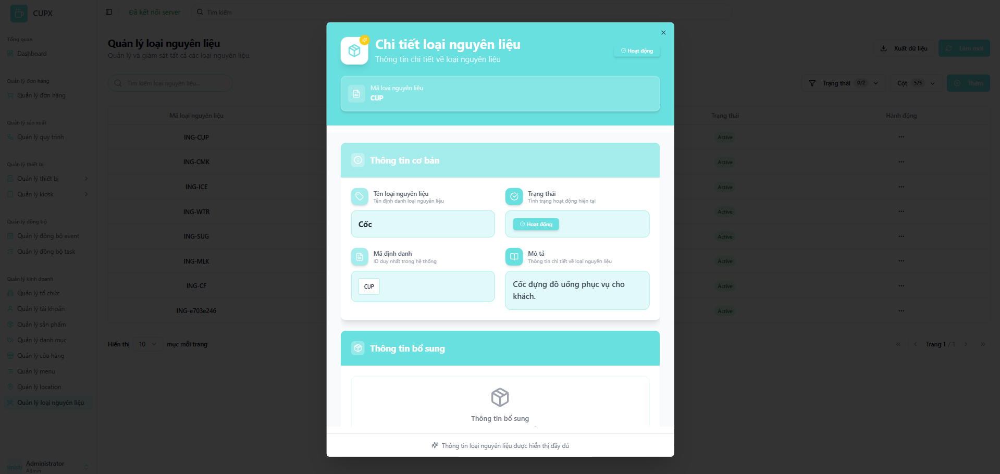 CUPX
Đã kết nối server
Tìm kiếm
Tổng quan
Dashboard
Quản lý đơn hàng
Quản lý đơn hàng
Quản lý sản xuất
Quản lý quy trình
Quản lý thiết bị
Quản lý thiết bị
Quản lý kiosk
Quản lý đồng bộ
Quản lý đồng bộ event
Quản lý đồng bộ task
Quản lý kinh doanh
Quản lý tổ chức
Quản lý tài khoản
Quản lý sản phẩm
Quản lý danh mục
Quản lý cửa hàng
Quản lý menu
Quản lý location
Quản lý loại nguyên liệu
Administrator
Admin
Quản lý loại nguyên liệu
Quản lý và giám sát tất cả các loại nguyên liệu.
Xuất dữ liệu
Làm mới
Tìm kiếm loại nguyên liệu...
Trạng thái 0/2
Cột 5/5
Thêm
Mã loại nguyên liệu
Trạng thái
Hành động
ING-CUP
Active
ING-CMK
Active
ING-ICE
Active
ING-WTR
Active
ING-SUG
Active
ING-MLK
Active
ING-CF
Active
ING-e703e246
Active
Hiển thị 10 mục mỗi trang
Trang 1 / 1
Chi tiết loại nguyên liệu
Thông tin chi tiết về loại nguyên liệu
Hoạt động
Mã loại nguyên liệu
CUP
Thông tin cơ bản
Tên loại nguyên liệu
Tên định danh loại nguyên liệu
Cốc
Trạng thái
Tình trạng hoạt động hiện tại
Hoạt động
Mã định danh
ID duy nhất trong hệ thống
CUP
Mô tả
Thông tin chi tiết về loại nguyên liệu
Cốc đựng đồ uống phục vụ cho
khách.
Thông tin bổ sung
Thông tin bổ sung
Thông tin loại nguyên liệu được hiển thị đầy đủ